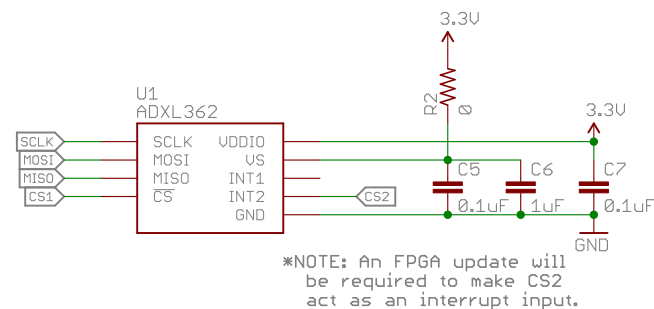 3.3V
R2
0
U1
ADXL362
3.3V
SCLK SCLK VDDIO
MOSI MOSI VS C5 C6 C7
MISO MISO INT1
CS1 CS INT2 CS2 0.1uF 1uF 0.1uF
GND
GND
*NOTE: An FPGA update will
be required to make CS2
act as an interrupt input.